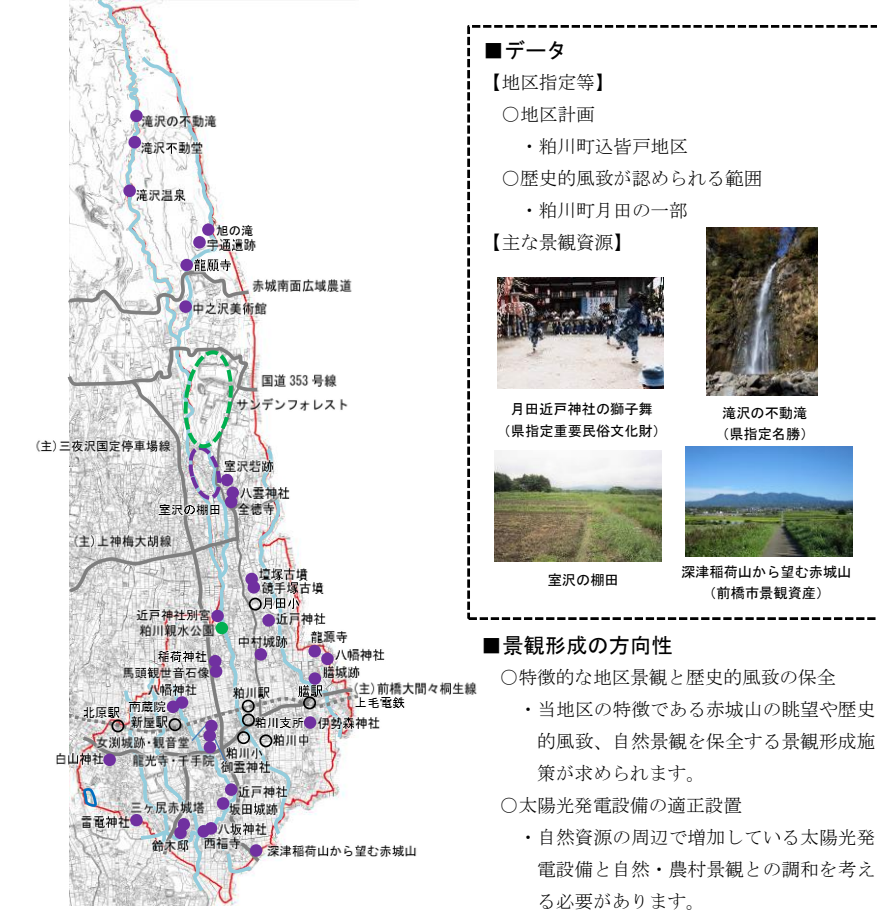 滝沢の不動滝
滝沢不動堂
滝沢温泉
旭の滝
宇通遺跡
龍願寺
赤城南面広域農道
中之沢美術館
国道 353 号線
サンデンフォレスト
(主)三夜沢国定停車場線
室沢砦跡
八雲神社
室沢の棚田
全徳寺
(主)上神梅大胡線
壇塚古墳
鏡手塚古墳
月田小
近戸神社別宮
近戸神社
粕川親水公園
中村城跡
龍源寺
稲荷神社
八幡神社
馬頭観世音石像
膳城跡
八幡神社
粕川駅
膳駅
(主)前橋大間々桐生線
南蔵院
上毛電鉄
北原駅
新屋駅
粕川支所
伊勢森神社
女渕城跡・観音堂
粕川中
白山神社
龍光寺・千手院
粕川小
御霊神社
近戸神社
三ヶ尻赤城塔
坂田城跡
雷電神社
八坂神社
鈴木邸
西福寺
深津稲荷山から望む赤城山
■データ
【地区指定等】
○地区計画
・粕川町込皆戸地区
○歴史的風致が認められる範囲
・粕川町月田の一部
【主な景観資源】
月田近戸神社の獅子舞
（県指定重要民俗文化財）
滝沢の不動滝
（県指定名勝）
室沢の棚田
深津稲荷山から望む赤城山
（前橋市景観資産）
■景観形成の方向性
○特徴的な地区景観と歴史的風致の保全
・当地区の特徴である赤城山の眺望や歴史
的風致、自然景観を保全する景観形成施
策が求められます。
○太陽光発電設備の適正設置
・自然資源の周辺で増加している太陽光発
電設備と自然・農村景観との調和を考え
る必要があります。